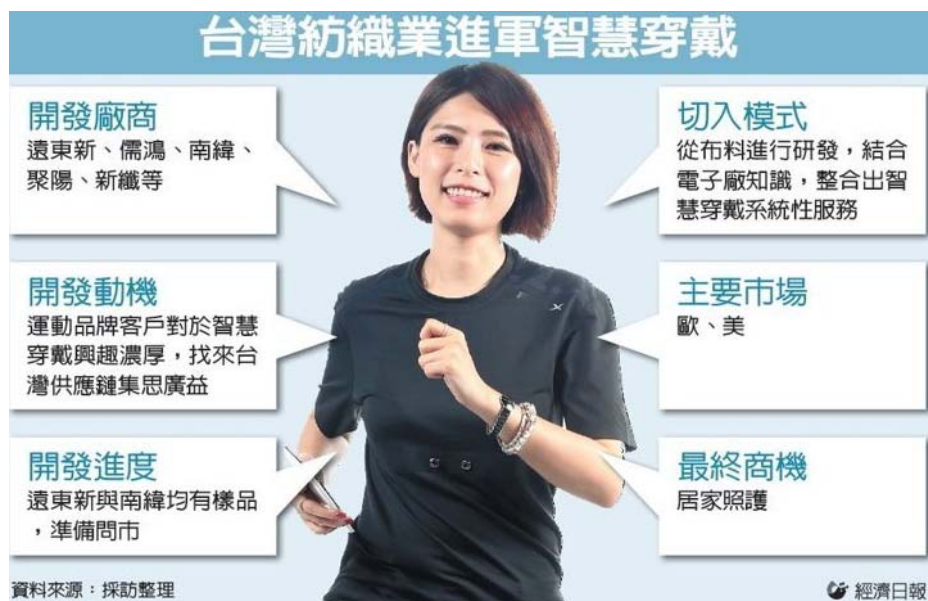 台灣紡織業進軍智慧穿戴
開發廠商
遠東新、儒鴻、南緯、
聚陽、新纖等
開發動機
運動品牌客戶對於智慧
穿戴興趣濃厚，找來台
灣供應鏈集思廣益
開發進度
遠東新與南緯均有樣品
，準備問市
切入模式
從布料進行研發，結合
電子廠知識，整合出智
慧穿戴系統性服務
主要市場
歐、美
最終商機
居家照護
資料來源：採訪整理
經濟日報